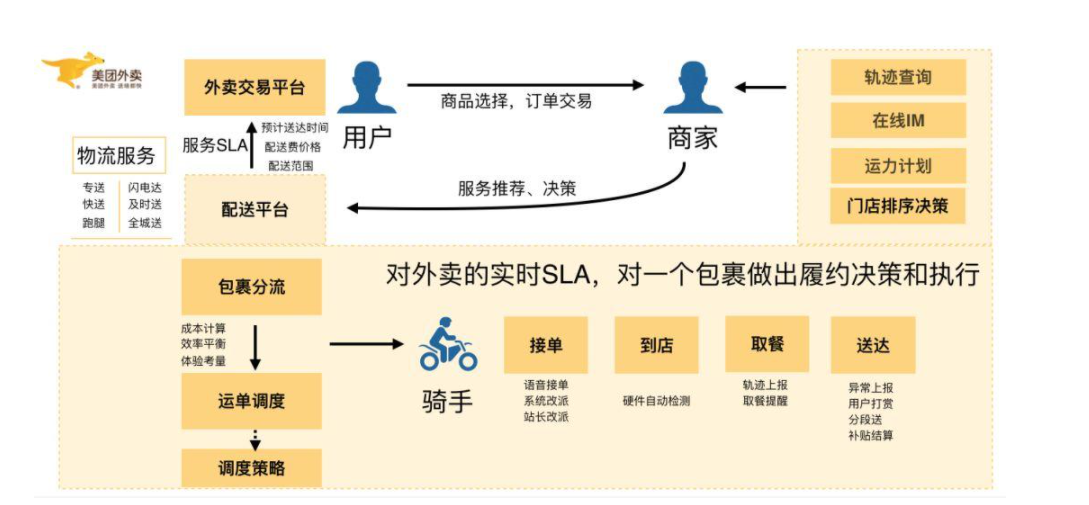 美团外卖
美团外卖 送啥都快
外卖交易平台
用户
商品选择，订单交易
商家
轨迹查询
在线IM
运力计划
门店排序决策
服务SLA
预计送达时间
配送费价格
配送范围
物流服务
专送
闪电达
快送
及时送
跑腿
全城送
配送平台
服务推荐、决策
对外卖的实时SLA，对一个包裹做出履约决策和执行
包裹分流
成本计算
效率平衡
体验考量
运单调度
调度策略
骑手
接单
语音接单
系统改派
站长改派
到店
硬件自动检测
取餐
轨迹上报
取餐提醒
送达
异常上报
用户打赏
分段送
补贴结算